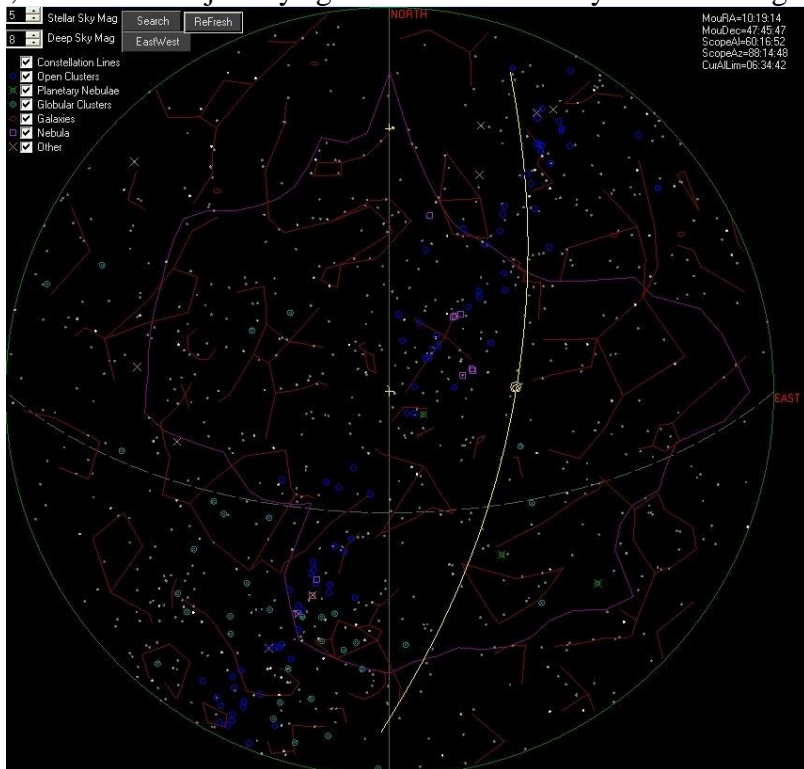 5 Stellar Sky Mag Search ReFresh
8 Deep Sky Mag EastWest
Constellation Lines
Open Clusters
Planetary Nebulae
Globular Clusters
Galaxies
Nebula
Other
NORTH
MouRA=10:19:14
MouDec=47:45:47
ScopeAl=60:16:52
ScopeAz=88:14:48
CurAlLim=06:34:42
EAST